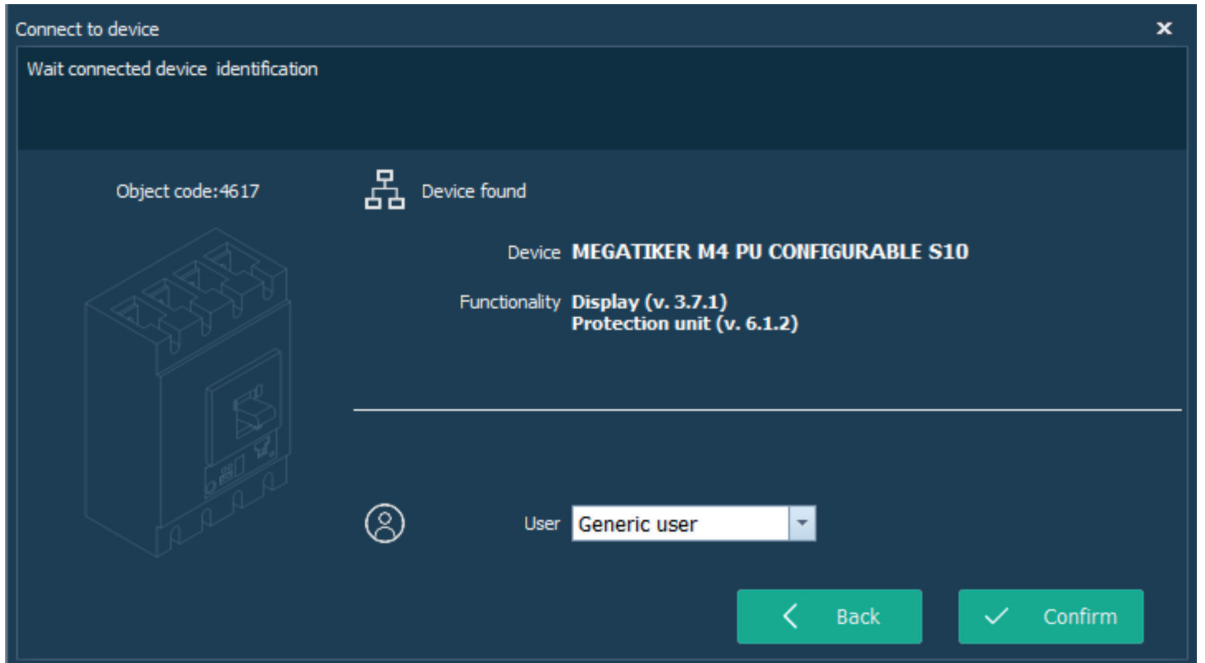 Connect to device
Wait connected device identification
Object code:4617
Device found
Device MEGATIKER M4 PU CONFIGURABLE S10
Functionality Display (v. 3.7.1)
Protection unit (v. 6.1.2)
User Generic user
Back
Confirm